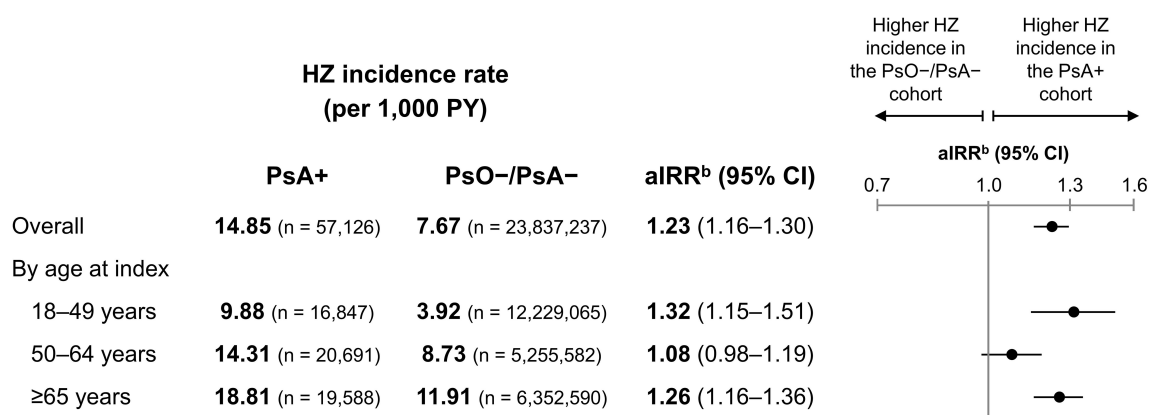 Higher HZ incidence in the PsO−/PsA− cohort
Higher HZ incidence in the PsA+ cohort
HZ incidence rate
(per 1,000 PY)
aIRRᵇ (95% CI)
PsA+ PsO−/PsA− aIRRᵇ (95% CI)
0.7 1.0 1.3 1.6
Overall 14.85 (n = 57,126) 7.67 (n = 23,837,237) 1.23 (1.16–1.30)
By age at index
18–49 years 9.88 (n = 16,847) 3.92 (n = 12,229,065) 1.32 (1.15–1.51)
50–64 years 14.31 (n = 20,691) 8.73 (n = 5,255,582) 1.08 (0.98–1.19)
≥65 years 18.81 (n = 19,588) 11.91 (n = 6,352,590) 1.26 (1.16–1.36)